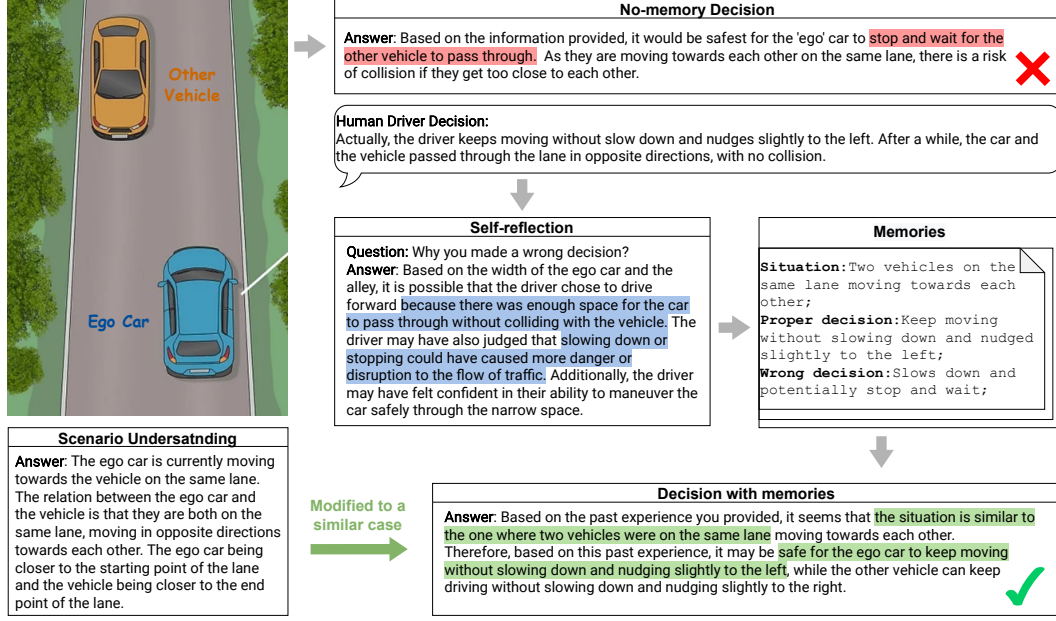 Other
Vehicle
Ego Car
Scenario Undersatnding
Answer: The ego car is currently moving
towards the vehicle on the same lane.
The relation between the ego car and
the vehicle is that they are both on the
same lane, moving in opposite directions
towards each other. The ego car being
closer to the starting point of the lane
and the vehicle being closer to the end
point of the lane.
No-memory Decision
Answer: Based on the information provided, it would be safest for the 'ego' car to stop and wait for the
other vehicle to pass through. As they are moving towards each other on the same lane, there is a risk
of collision if they get too close to each other.
Human Driver Decision:
Actually, the driver keeps moving without slow down and nudges slightly to the left. After a while, the car and
the vehicle passed through the lane in opposite directions, with no collision.
Self-reflection
Question: Why you made a wrong decision?
Answer: Based on the width of the ego car and the
alley, it is possible that the driver chose to drive
forward because there was enough space for the car
to pass through without colliding with the vehicle. The
driver may have also judged that slowing down or
stopping could have caused more danger or
disruption to the flow of traffic. Additionally, the driver
may have felt confident in their ability to maneuver the
car safely through the narrow space.
Memories
Situation:Two vehicles on the
same lane moving towards each
other;
Proper decision:Keep moving
without slowing down and nudged
slightly to the left;
Wrong decision:Slows down and
potentially stop and wait;
Modified to a
similar case
Decision with memories
Answer: Based on the past experience you provided, it seems that the situation is similar to
the one where two vehicles were on the same lane moving towards each other.
Therefore, based on this past experience, it may be safe for the ego car to keep moving
without slowing down and nudging slightly to the left, while the other vehicle can keep
driving without slowing down and nudging slightly to the right.